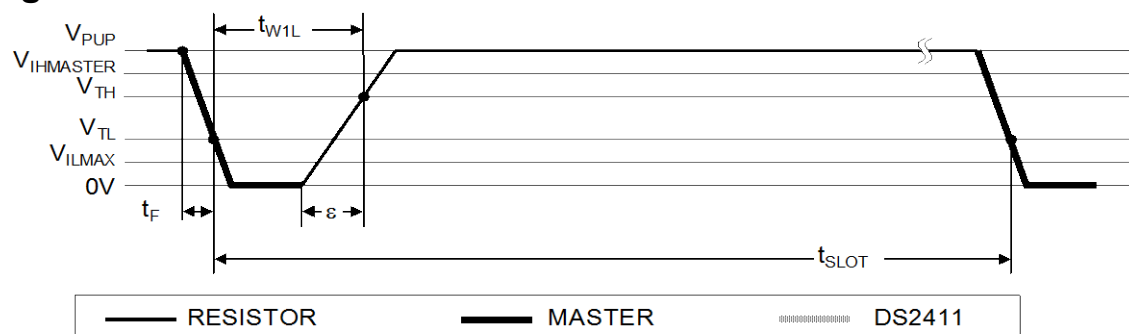 t_W1L
V_PUP
V_IHMASTER
V_TH
V_TL
V_ILMAX
0V
t_F
ε
t_SLOT
RESISTOR MASTER DS2411